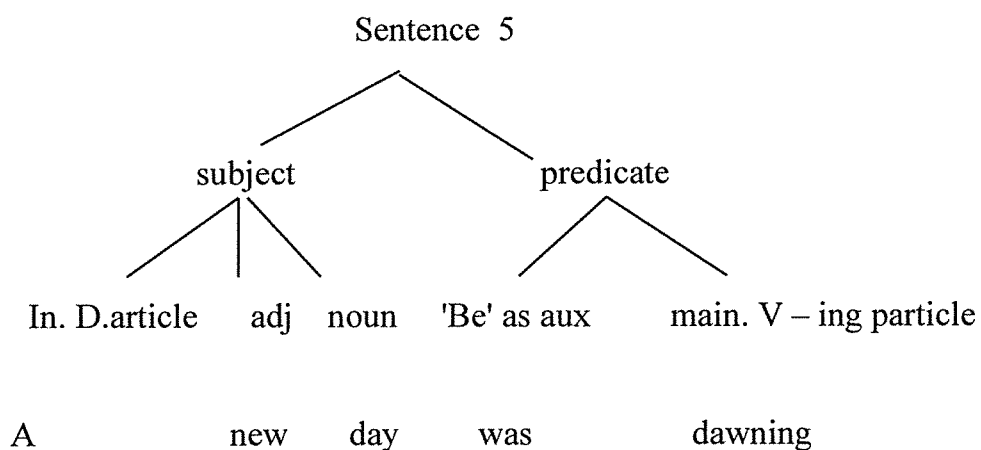 Sentence 5
subject predicate
In. D.article adj noun 'Be' as aux main. V – ing particle
A new day was dawning